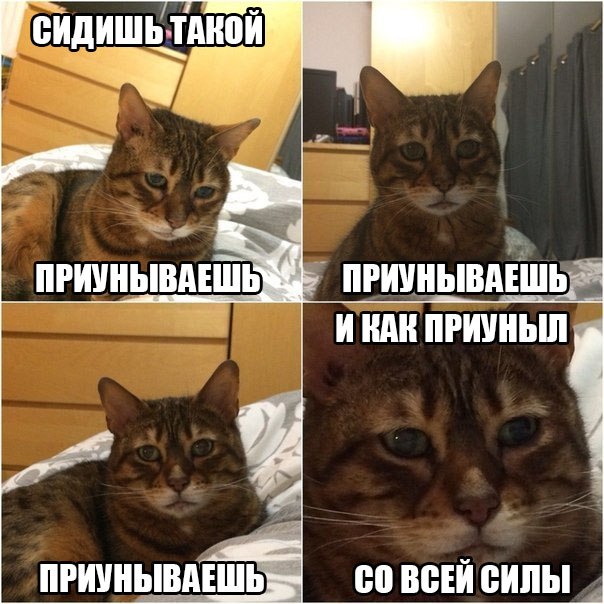 СИДИШЬ ТАКОЙ
ПРИУНЫВАЕШЬ
ПРИУНЫВАЕШЬ
ПРИУНЫВАЕШЬ
И КАК ПРИУНЫЛ
СО ВСЕЙ СИЛЫ